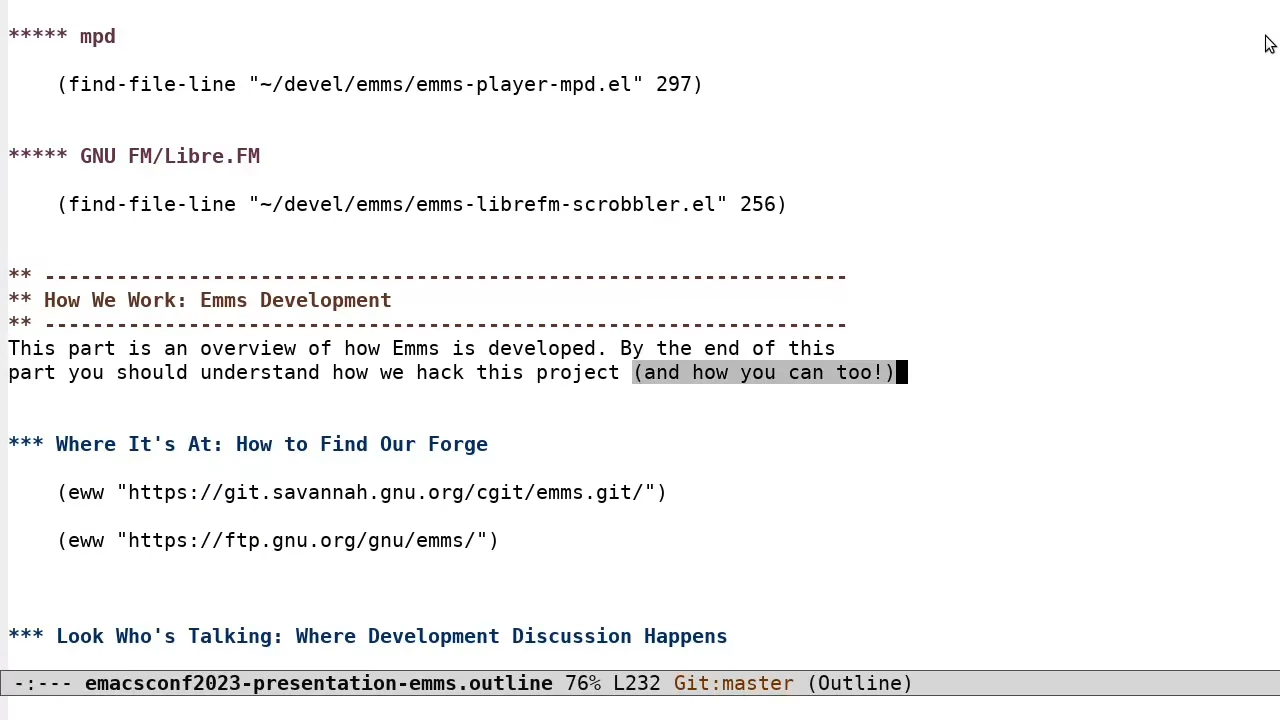 ***** mpd
(find-file-line "~/devel/emms/emms-player-mpd.el" 297)
***** GNU FM/Libre.FM
(find-file-line "~/devel/emms/emms-librefm-scrobbler.el" 256)
** -------------------------------------------------------------------
** How We Work: Emms Development
** -------------------------------------------------------------------
This part is an overview of how Emms is developed. By the end of this
part you should understand how we hack this project (and how you can too!)
*** Where It's At: How to Find Our Forge
(eww "https://git.savannah.gnu.org/cgit/emms.git/")
(eww "https://ftp.gnu.org/gnu/emms/")
*** Look Who's Talking: Where Development Discussion Happens
-:--- emacsconf2023-presentation-emms.outline 76% L232 Git:master (Outline)